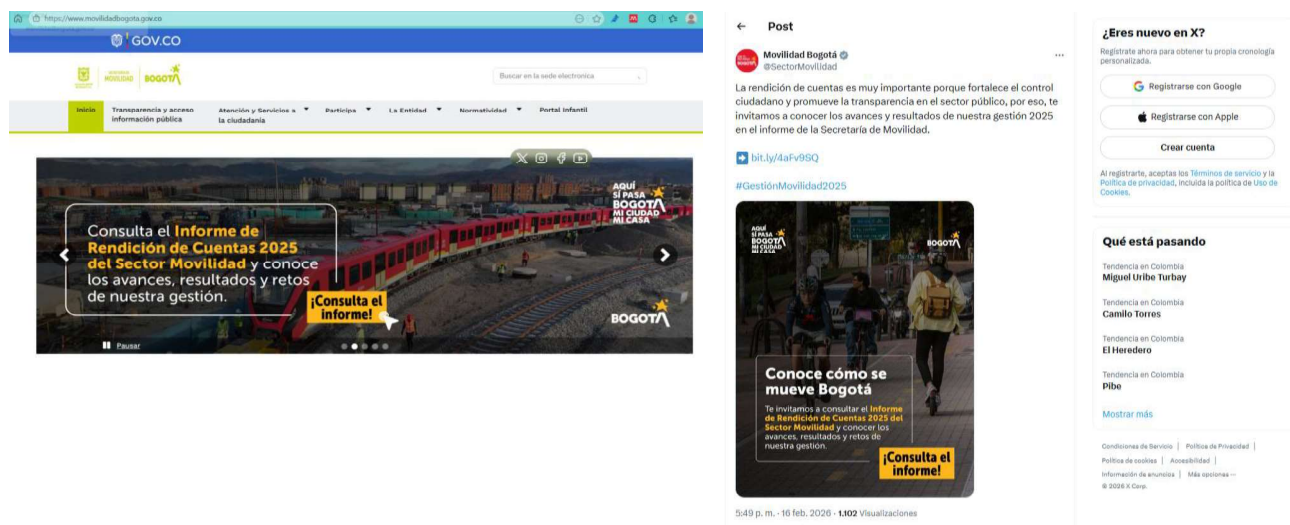 https://www.movilidadbogota.gov.co
GOV.CO
MOVILIDAD
BOGOTÁ
Buscar en la sede electronica
Inicio
Transparencia y acceso
información pública
Atención y Servicios a
la ciudadanía
Participa
La Entidad
Normatividad
Portal Infantil
AQUÍ
SÍ PASA
BOGOTÁ
MI CIUDAD
MI CASA
Consulta el Informe de
Rendición de Cuentas 2025
del Sector Movilidad y conoce
los avances, resultados y retos
de nuestra gestión.
¡Consulta el
informe!
BOGOTÁ
Pausar
Post
Movilidad Bogotá
@SectorMovilidad
La rendición de cuentas es muy importante porque fortalece el control
ciudadano y promueve la transparencia en el sector público, por eso, te
invitamos a conocer los avances y resultados de nuestra gestión 2025
en el informe de la Secretaría de Movilidad.
bit.ly/4aFv9SQ
#GestiónMovilidad2025
AQUÍ
SÍ PASA
BOGOTÁ
MI CIUDAD
MI CASA
BOGOTÁ
Conoce cómo se
mueve Bogotá
Te invitamos a consultar el Informe
de Rendición de Cuentas 2025 del
Sector Movilidad y conocer los
avances, resultados y retos de
nuestra gestión.
¡Consulta el
informe!
5:49 p. m. · 16 feb. 2026 · 1.102 Visualizaciones
¿Eres nuevo en X?
Regístrate ahora para obtener tu propia cronología
personalizada.
Registrarse con Google
Registrarse con Apple
Crear cuenta
Al registrarte, aceptas los Términos de servicio y la
Política de privacidad, incluida la política de Uso de
Cookies.
Qué está pasando
Tendencia en Colombia
Miguel Uribe Turbay
Tendencia en Colombia
Camilo Torres
Tendencia en Colombia
El Heredero
Tendencia en Colombia
Pibe
Mostrar más
Condiciones de Servicio | Política de Privacidad |
Política de cookies | Accesibilidad |
Información de anuncios | Más opciones ···
© 2026 X Corp.